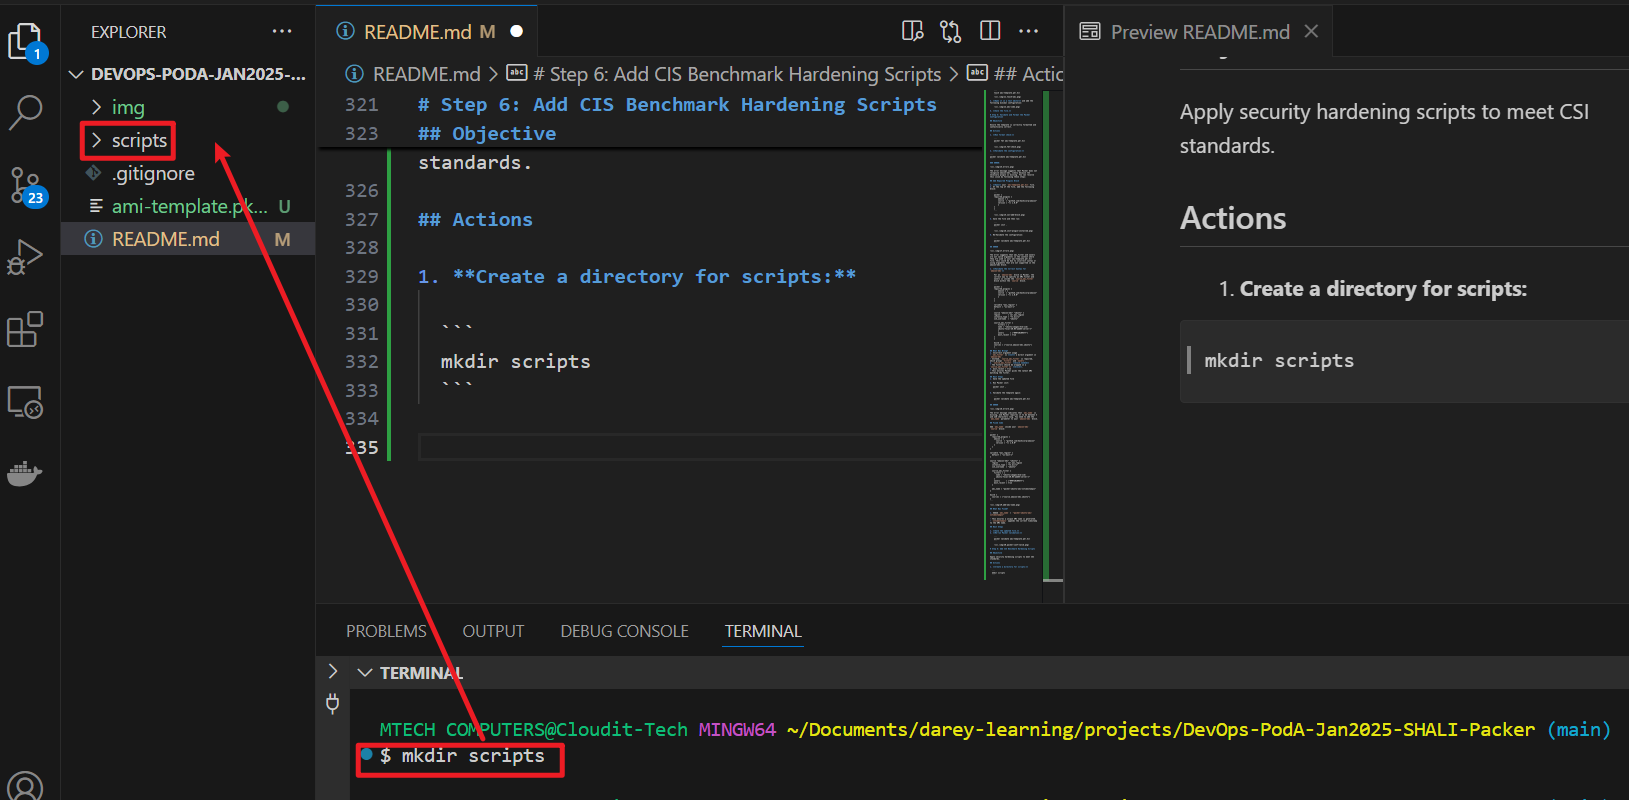 1
23
EXPLORER
DEVOPS-PODA-JAN2025-...
img
scripts
.gitignore
ami-template.pk... U
README.md M
README.md M
README.md > # Step 6: Add CIS Benchmark Hardening Scripts > ## Actic
321 # Step 6: Add CIS Benchmark Hardening Scripts
323 ## Objective
standards.
326
327 ## Actions
328
329 1. **Create a directory for scripts:**
330
331 ```
332 mkdir scripts
333 ```
334
335
Preview README.md
Apply security hardening scripts to meet CSI
standards.
Actions
1. Create a directory for scripts:
mkdir scripts
PROBLEMS OUTPUT DEBUG CONSOLE TERMINAL
TERMINAL
MTECH COMPUTERS@Cloudit-Tech MINGW64 ~/Documents/darey-learning/projects/DevOps-PodA-Jan2025-SHALI-Packer (main)
$ mkdir scripts